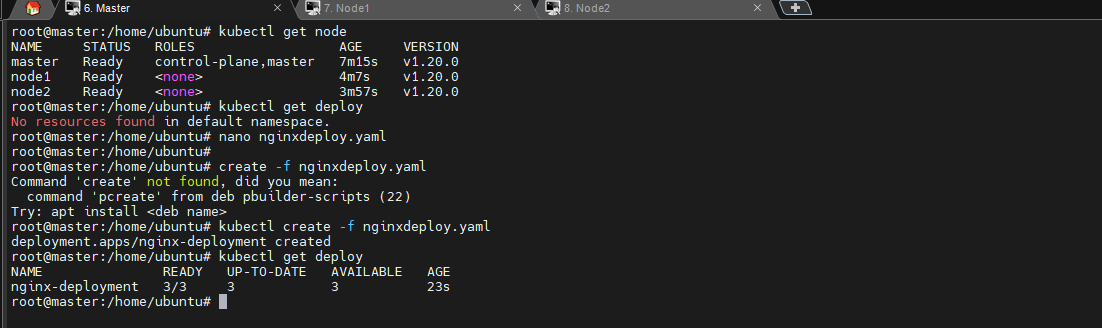 6. Master
7. Node1
8. Node2
root@master:/home/ubuntu# kubectl get node
NAME STATUS ROLES AGE VERSION
master Ready control-plane,master 7m15s v1.20.0
node1 Ready <none> 4m7s v1.20.0
node2 Ready <none> 3m57s v1.20.0
root@master:/home/ubuntu# kubectl get deploy
No resources found in default namespace.
root@master:/home/ubuntu# nano nginxdeploy.yaml
root@master:/home/ubuntu#
root@master:/home/ubuntu# create -f nginxdeploy.yaml
Command 'create' not found, did you mean:
command 'pcreate' from deb pbuilder-scripts (22)
Try: apt install <deb name>
root@master:/home/ubuntu# kubectl create -f nginxdeploy.yaml
deployment.apps/nginx-deployment created
root@master:/home/ubuntu# kubectl get deploy
NAME READY UP-TO-DATE AVAILABLE AGE
nginx-deployment 3/3 3 3 23s
root@master:/home/ubuntu#